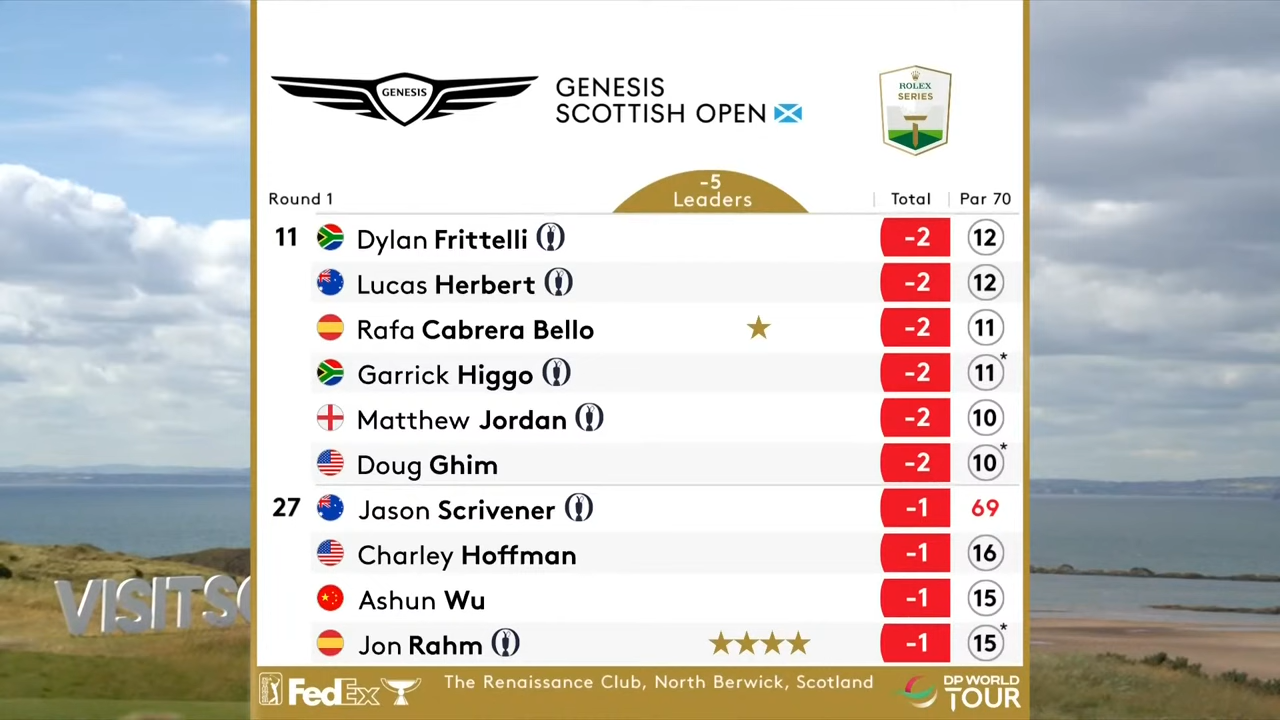 GENESIS
GENESIS
SCOTTISH OPEN
ROLEX
SERIES
-5
Round 1 Leaders Total Par 70
11 Dylan Frittelli -2 12
Lucas Herbert -2 12
Rafa Cabrera Bello ★ -2 11
Garrick Higgo -2 11*
Matthew Jordan -2 10
Doug Ghim -2 10*
27 Jason Scrivener -1 69
Charley Hoffman -1 16
Ashun Wu -1 15
Jon Rahm ★★★★ -1 15*
VISITS
FedEx The Renaissance Club, North Berwick, Scotland DP WORLD
TOUR